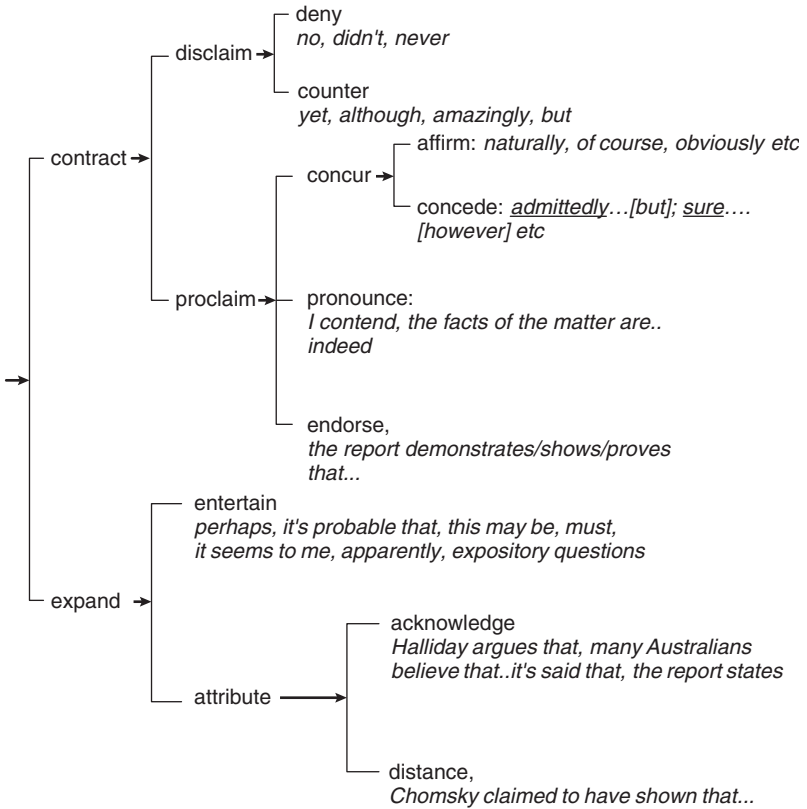 deny
no, didn't, never
disclaim
counter
yet, although, amazingly, but
affirm: naturally, of course, obviously etc
contract
concur
concede: admittedly…[but]; sure….
[however] etc
proclaim
pronounce:
I contend, the facts of the matter are..
indeed
endorse,
the report demonstrates/shows/proves
that...
entertain
perhaps, it's probable that, this may be, must,
it seems to me, apparently, expository questions
expand
acknowledge
Halliday argues that, many Australians
believe that..it's said that, the report states
attribute
distance,
Chomsky claimed to have shown that...